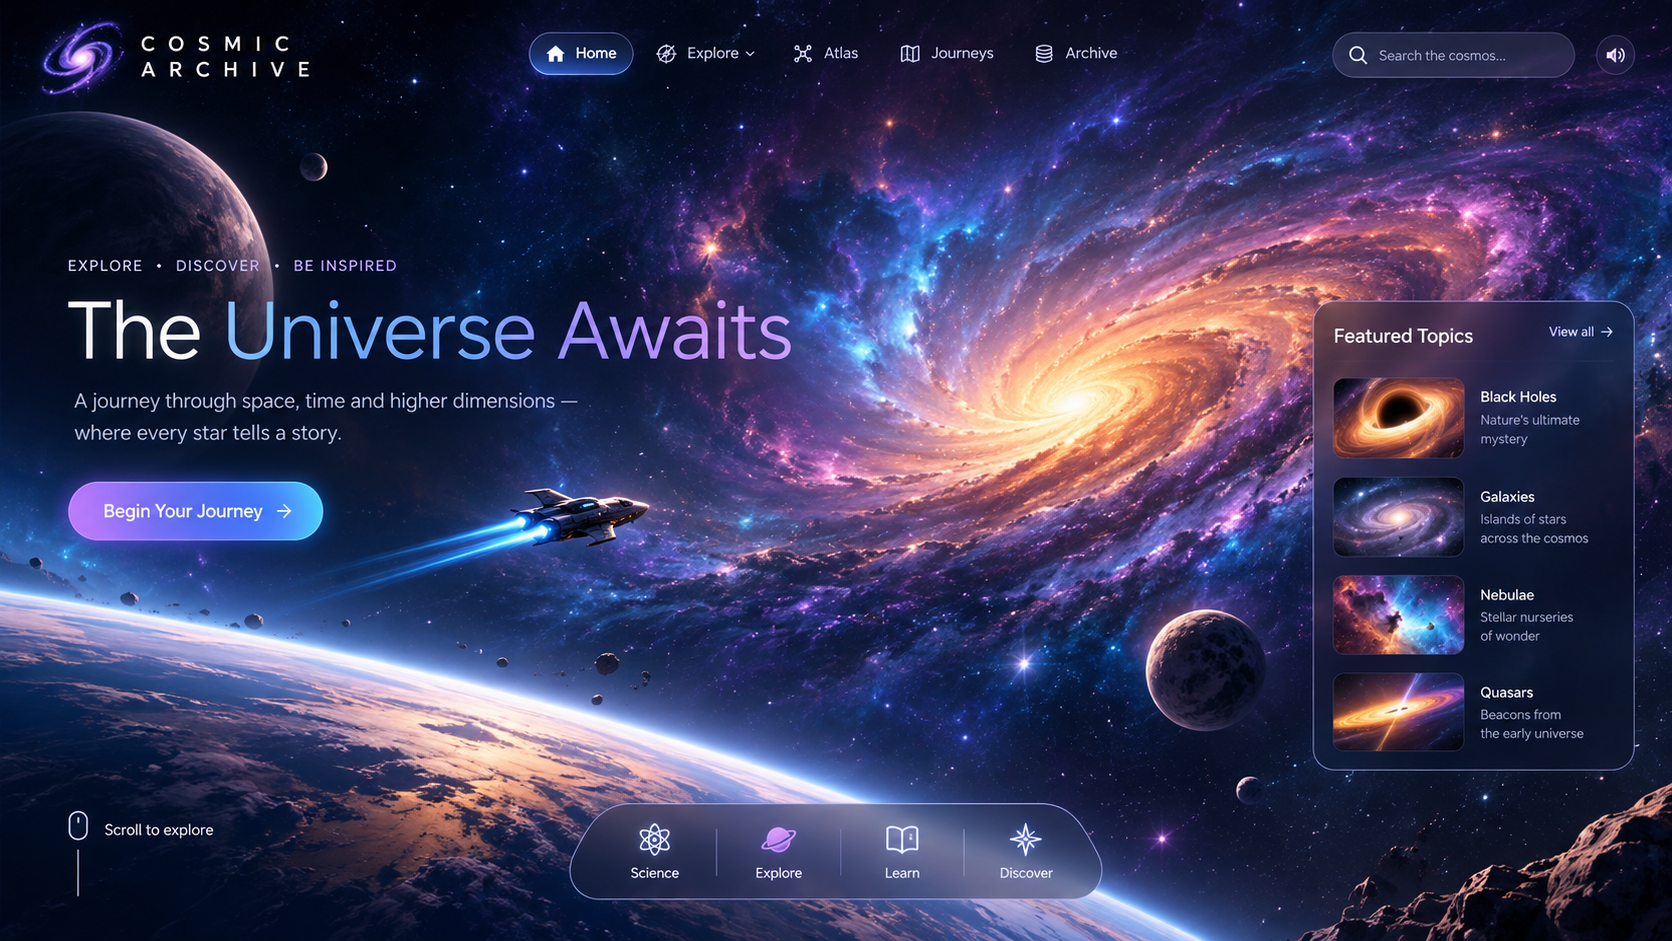 COSMIC
ARCHIVE
Home
Explore
Atlas
Journeys
Archive
Search the cosmos...
EXPLORE • DISCOVER • BE INSPIRED
The Universe Awaits
A journey through space, time and higher dimensions —
where every star tells a story.
Begin Your Journey →
Featured Topics
View all →
Black Holes
Nature's ultimate
mystery
Galaxies
Islands of stars
across the cosmos
Nebulae
Stellar nurseries
of wonder
Quasars
Beacons from
the early universe
Scroll to explore
Science
Explore
Learn
Discover